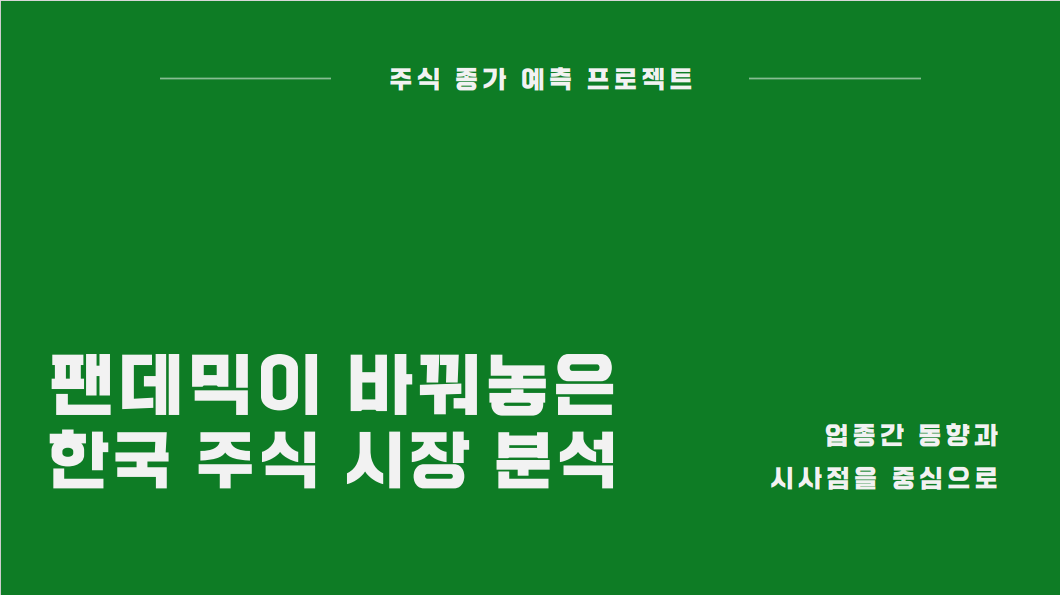 주식 종가 예측 프로젝트
팬데믹이 바꿔놓은
한국 주식 시장 분석
업종간 동향과
시사점을 중심으로